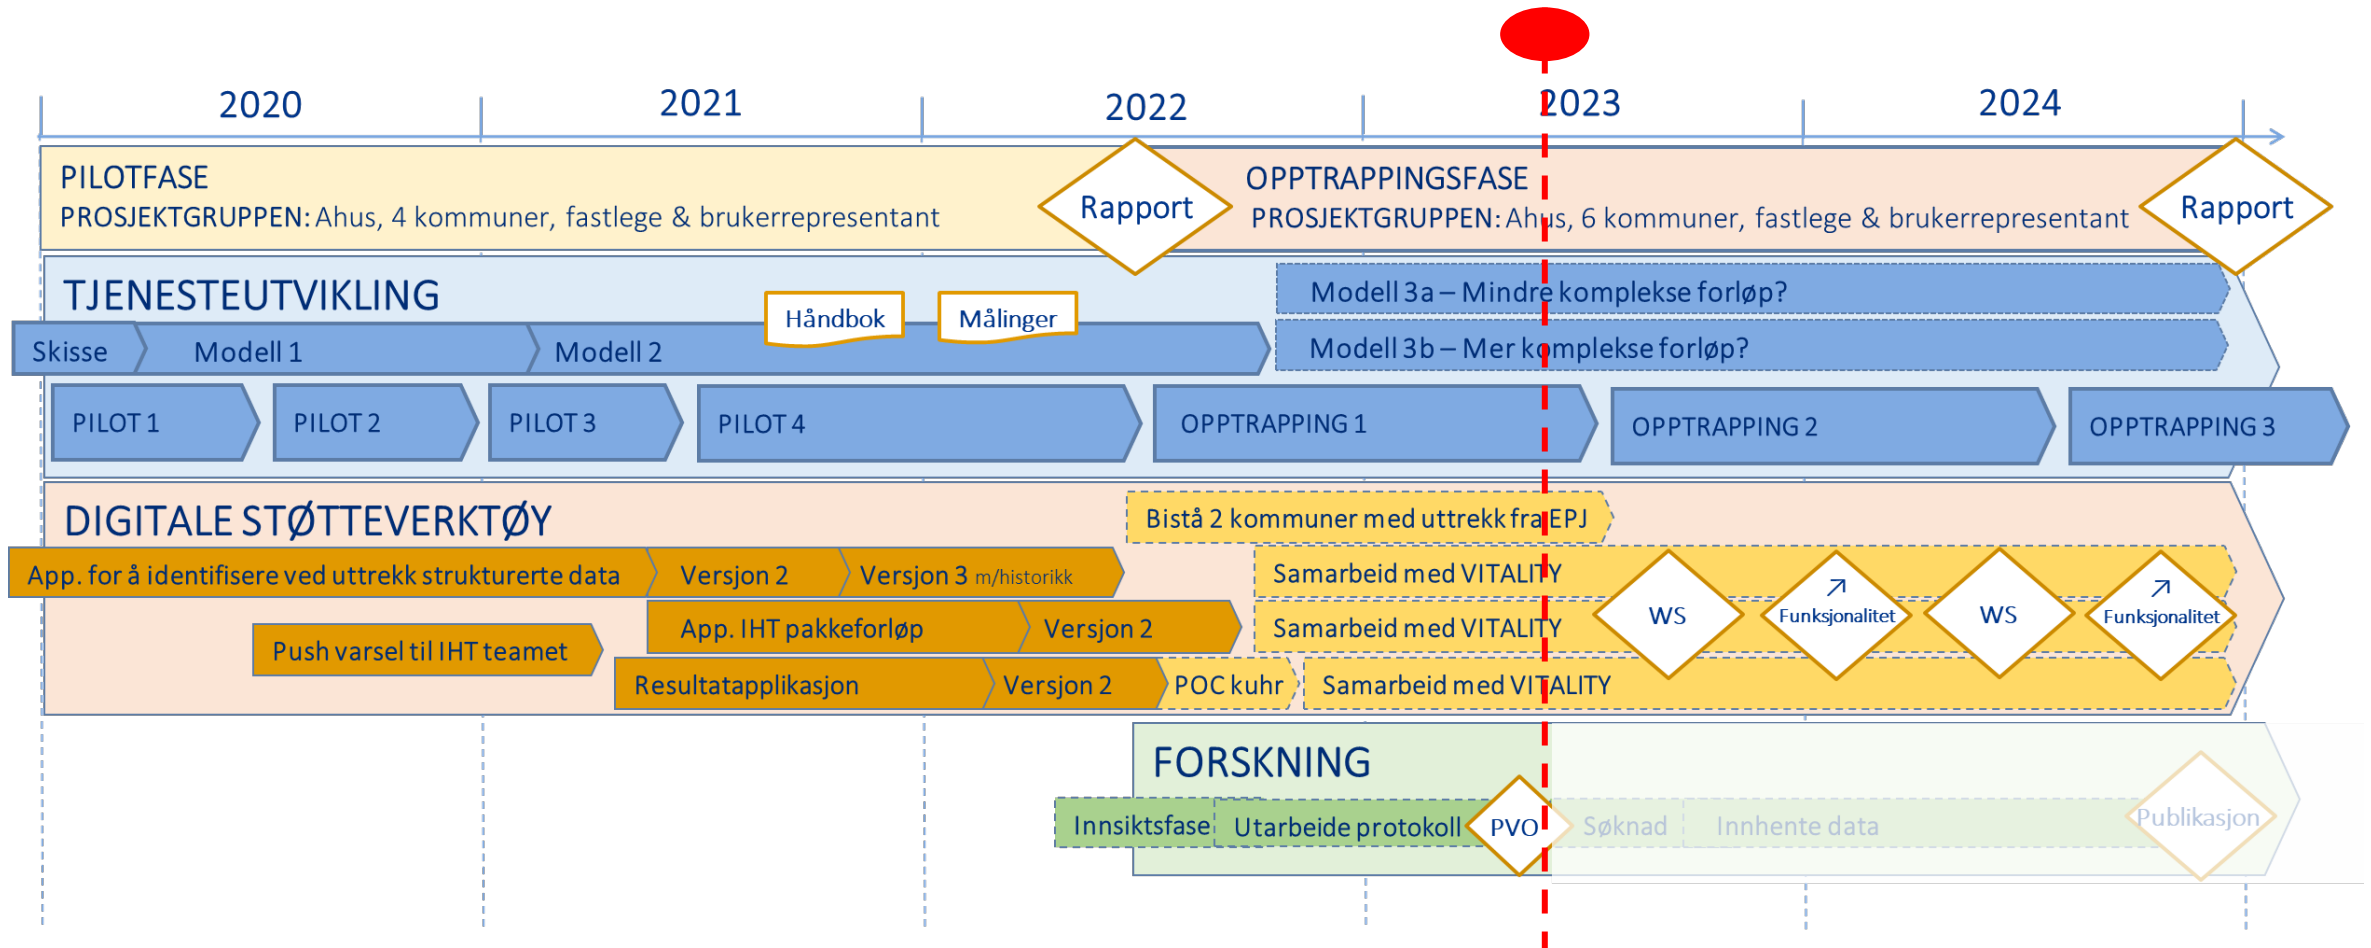 2020
2021
2022
2023
2024
PILOTFASE
PROSJEKTGRUPPEN: Ahus, 4 kommuner, fastlege & brukerrepresentant
Rapport
OPPTRAPPINGSFASE
PROSJEKTGRUPPEN: Ahus, 6 kommuner, fastlege & brukerrepresentant
Rapport
TJENESTEUTVIKLING
Håndbok
Målinger
Modell 3a – Mindre komplekse forløp?
Skisse
Modell 1
Modell 2
Modell 3b – Mer komplekse forløp?
PILOT 1
PILOT 2
PILOT 3
PILOT 4
OPPTRAPPING 1
OPPTRAPPING 2
OPPTRAPPING 3
DIGITALE STØTTEVERKTØY
Bistå 2 kommuner med uttrekk fra EPJ
App. for å identifisere ved uttrekk strukturerte data
Versjon 2
Versjon 3 m/historikk
Samarbeid med VITALITY
App. IHT pakkeforløp
Versjon 2
Samarbeid med VITALITY
WS
Funksjonalitet
WS
Funksjonalitet
Push varsel til IHT teamet
Resultatapplikasjon
Versjon 2
POC kuhr
Samarbeid med VITALITY
FORSKNING
Innsiktsfase
Utarbeide protokoll
PVO
Søknad
Innhente data
Publikasjon